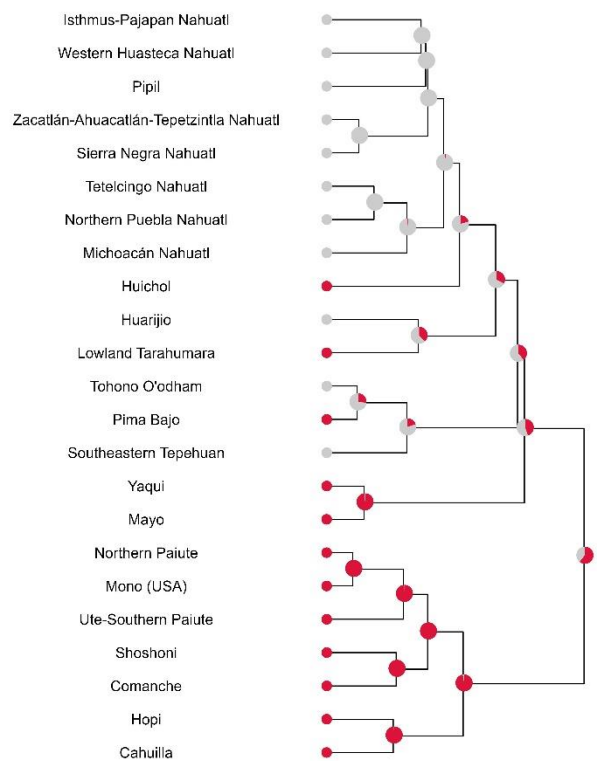 Isthmus-Pajapan Nahuatl
Western Huasteca Nahuatl
Pipil
Zacatlán-Ahuacatlán-Tepetzintla Nahuatl
Sierra Negra Nahuatl
Tetelcingo Nahuatl
Northern Puebla Nahuatl
Michoacán Nahuatl
Huichol
Huarijio
Lowland Tarahumara
Tohono O'odham
Pima Bajo
Southeastern Tepehuan
Yaqui
Mayo
Northern Paiute
Mono (USA)
Ute-Southern Paiute
Shoshoni
Comanche
Hopi
Cahuilla